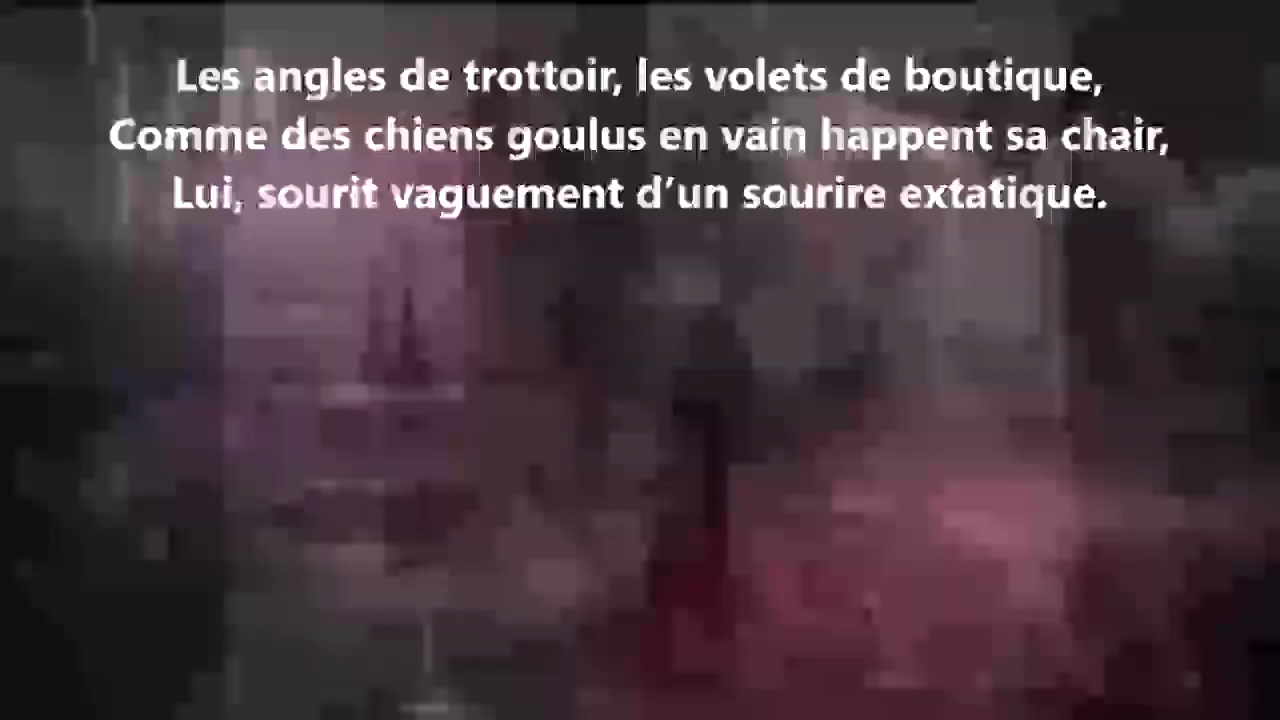 Les angles de trottoir, les volets de boutique,
Comme des chiens goulus en vain happent sa chair,
Lui, sourit vaguement d’un sourire extatique.